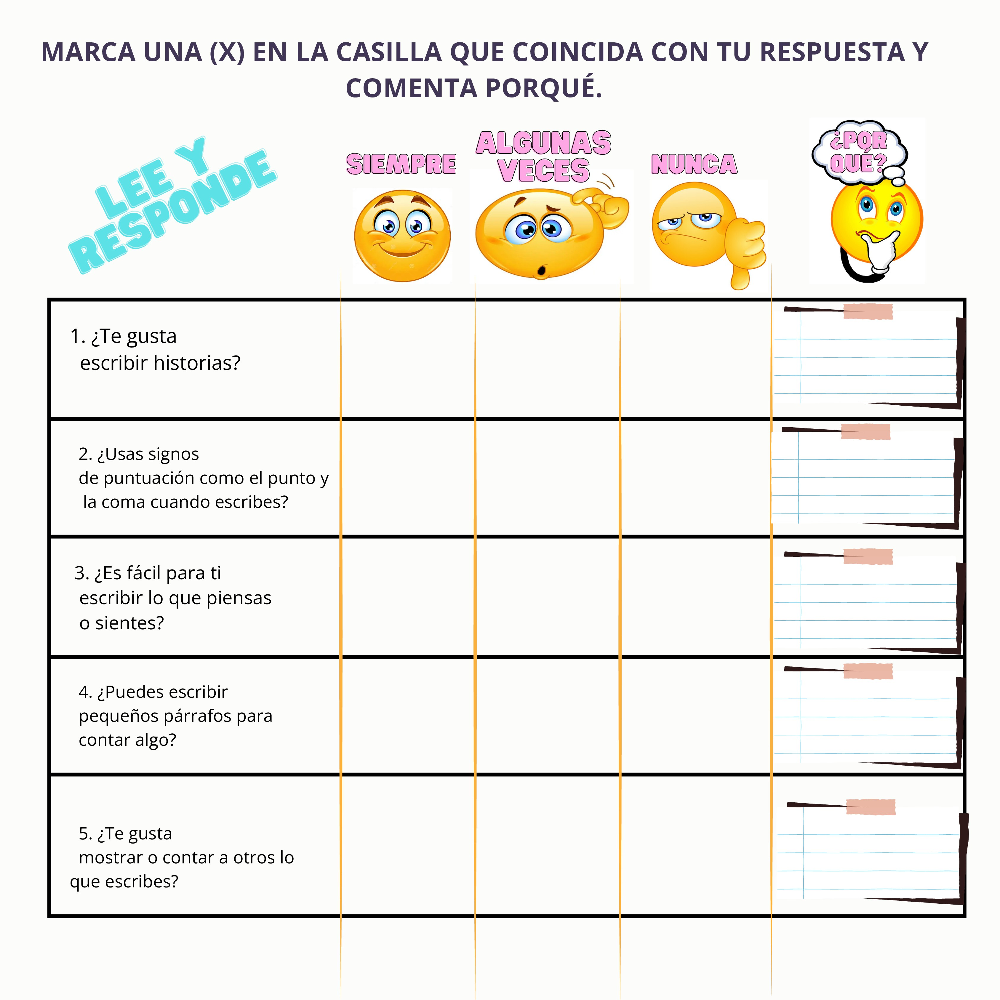 MARCA UNA (X) EN LA CASILLA QUE COINCIDA CON TU RESPUESTA Y
COMENTA PORQUÉ.
LEE Y
RESPONDE
SIEMPRE
ALGUNAS
VECES
NUNCA
¿POR
QUÉ?
1. ¿Te gusta
escribir historias?
2. ¿Usas signos
de puntuación como el punto y
la coma cuando escribes?
3. ¿Es fácil para ti
escribir lo que piensas
o sientes?
4. ¿Puedes escribir
pequeños párrafos para
contar algo?
5. ¿Te gusta
mostrar o contar a otros lo
que escribes?